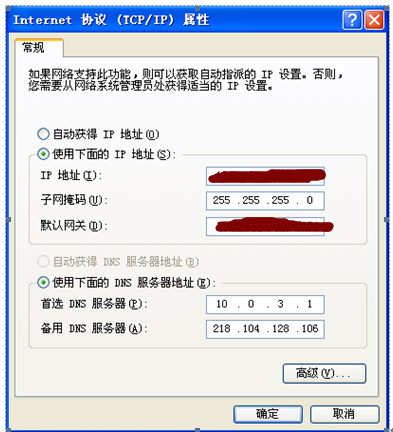 Internet 协议 (TCP/IP) 属性
常规
如果网络支持此功能，则可以获取自动指派的 IP 设置。否则，
您需要从网络系统管理员处获得适当的 IP 设置。
自动获得 IP 地址(O)
使用下面的 IP 地址(S):
IP 地址(I):
子网掩码(U): 255 .255 .255 . 0
默认网关(D):
自动获得 DNS 服务器地址(B)
使用下面的 DNS 服务器地址(E):
首选 DNS 服务器(P): 10 . 0 . 3 . 1
备用 DNS 服务器(A): 218 .104 .128 .106
高级(V)...
确定 取消